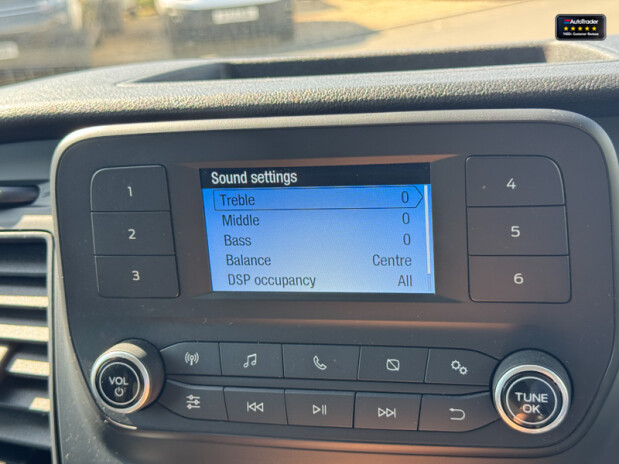 AutoTrader
Sound settings
Treble 0
Middle 0
Bass 0
Balance Centre
DSP occupancy All
1
2
3
4
5
6
VOL
TUNE
OK